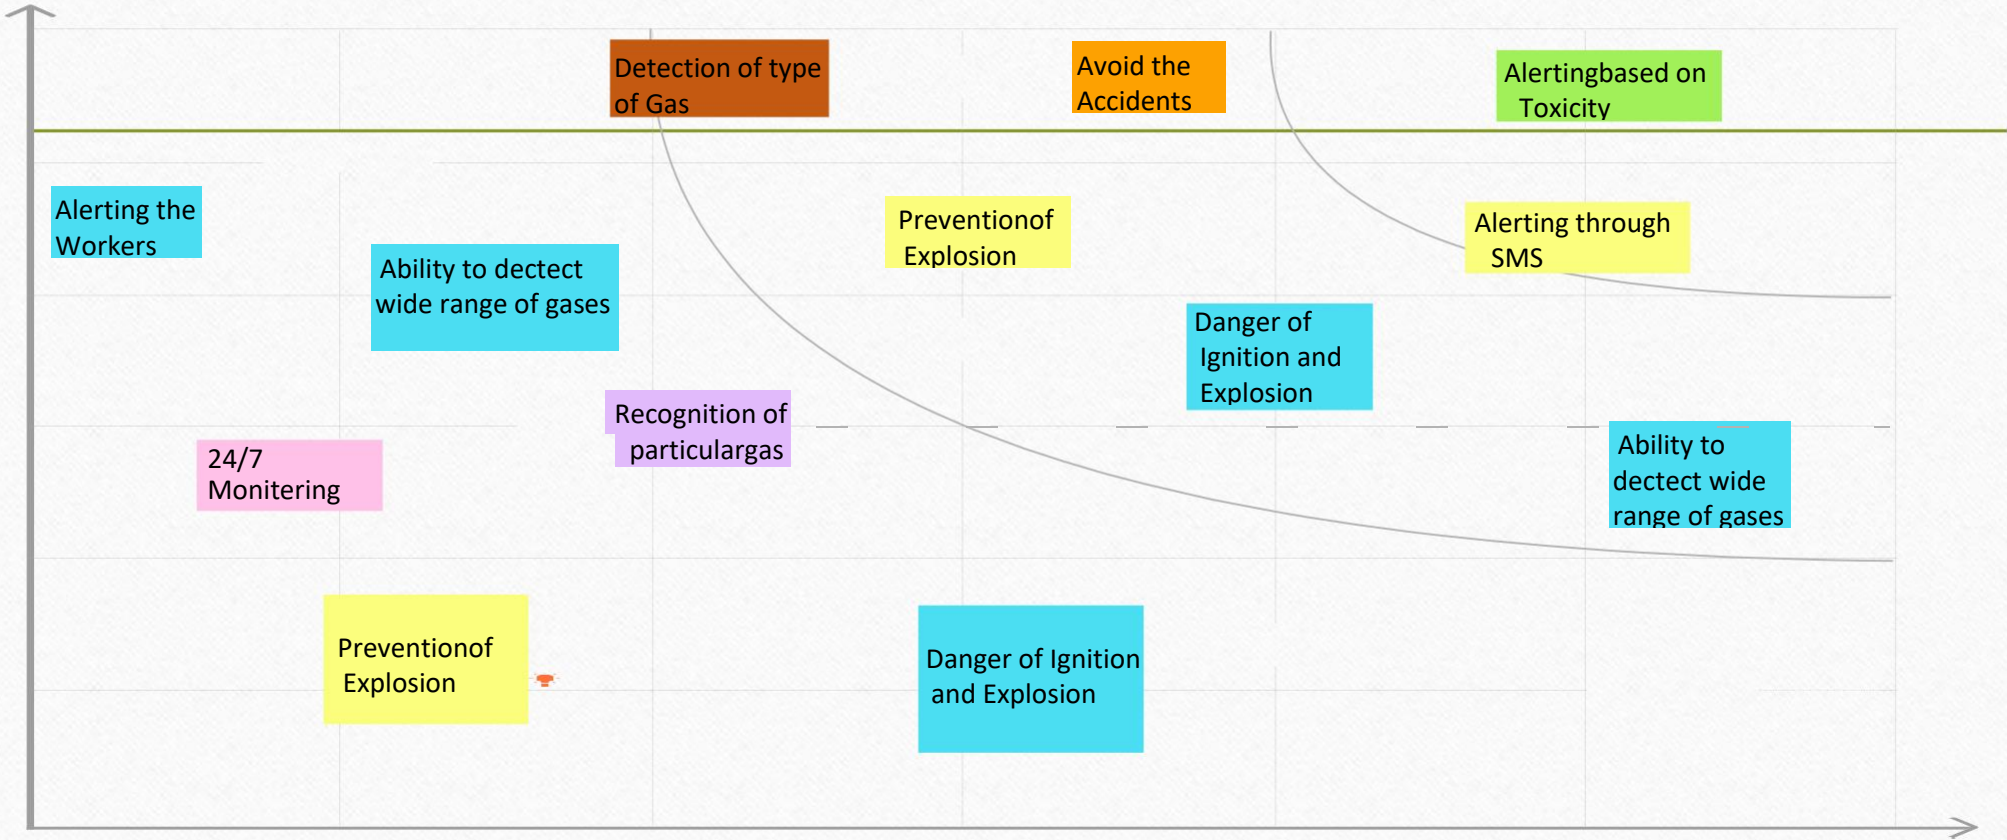 Detection of type
of Gas
Avoid the
Accidents
Alertingbased on
Toxicity
Alerting the
Workers
Preventionof
Explosion
Alerting through
SMS
Ability to dectect
wide range of gases
Danger of
Ignition and
Explosion
Recognition of
particulargas
24/7
Monitering
Ability to
dectect wide
range of gases
Preventionof
Explosion
Danger of Ignition
and Explosion